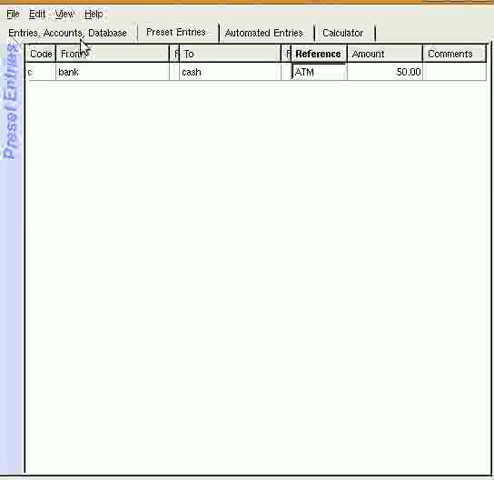 File Edit View Help
Entries, Accounts, Database Preset Entries Automated Entries Calculator
Code From To Reference Amount Comments
c bank cash ATM 50.00
Preset Entries